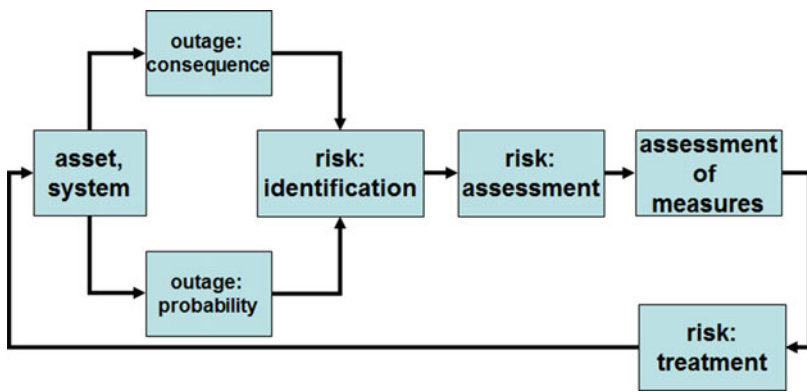 outage:
consequence
asset,
system
risk:
identification
risk:
assessment
assessment
of
measures
outage:
probability
risk:
treatment